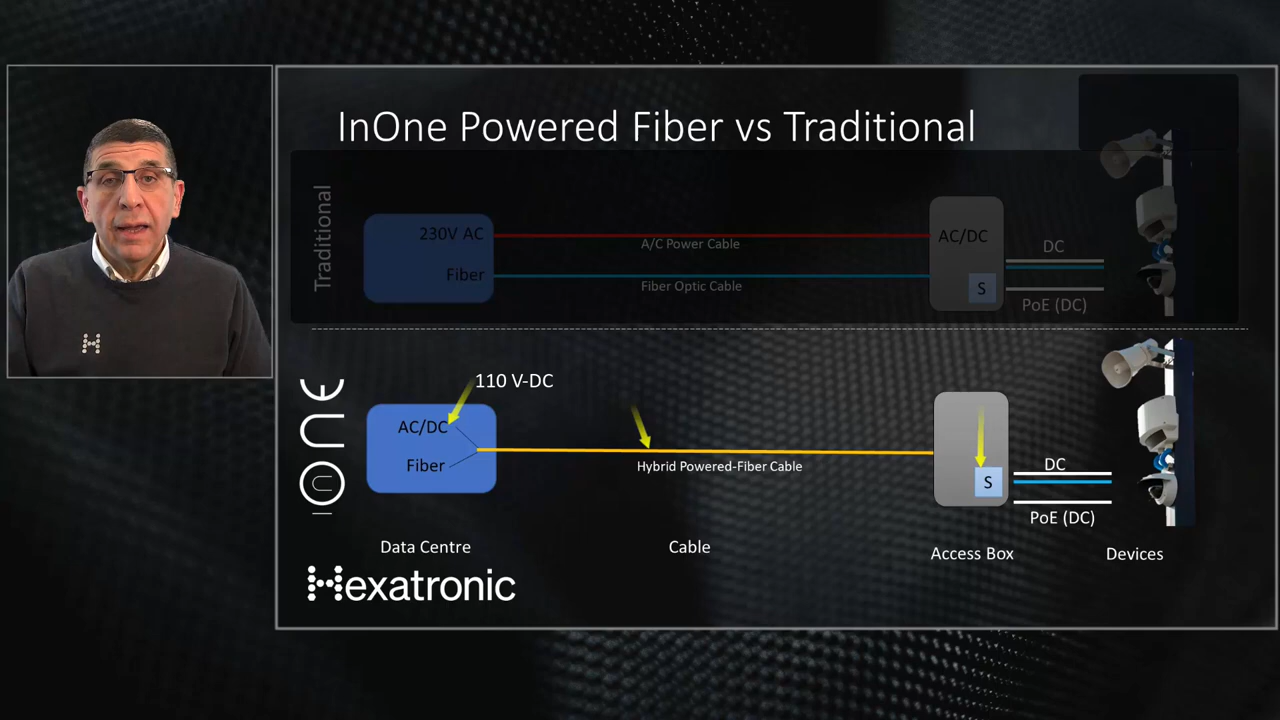 InOne Powered Fiber vs Traditional
Traditional
230V AC
Fiber
A/C Power Cable
Fiber Optic Cable
AC/DC
S
DC
PoE (DC)
InOnE
110 V-DC
AC/DC
Fiber
Hybrid Powered-Fiber Cable
S
DC
PoE (DC)
Data Centre
Cable
Access Box
Devices
Hexatronic
H